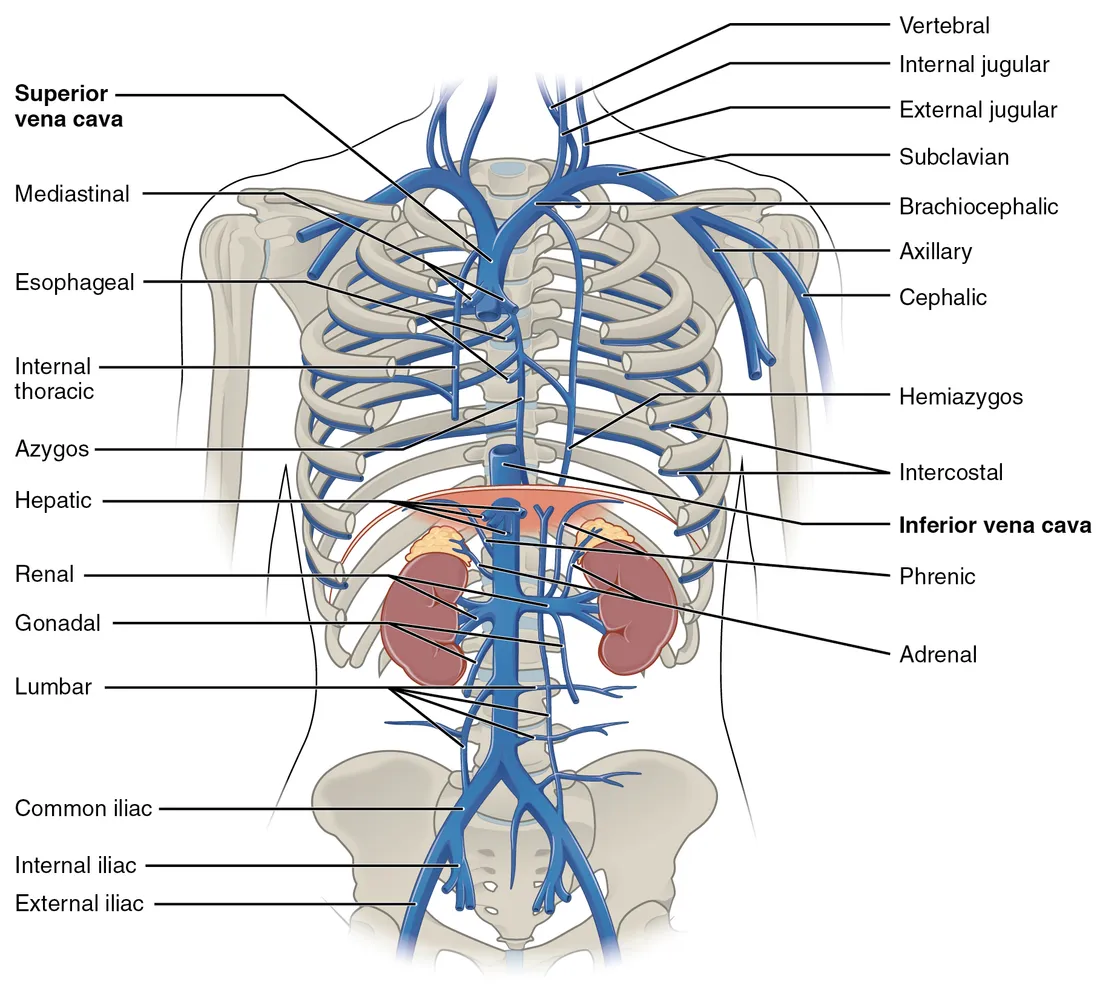 Superior
vena cava
Mediastinal
Esophageal
Internal
thoracic
Azygos
Hepatic
Renal
Gonadal
Lumbar
Common iliac
Internal iliac
External iliac
Vertebral
Internal jugular
External jugular
Subclavian
Brachiocephalic
Axillary
Cephalic
Hemiazygos
Intercostal
Inferior vena cava
Phrenic
Adrenal